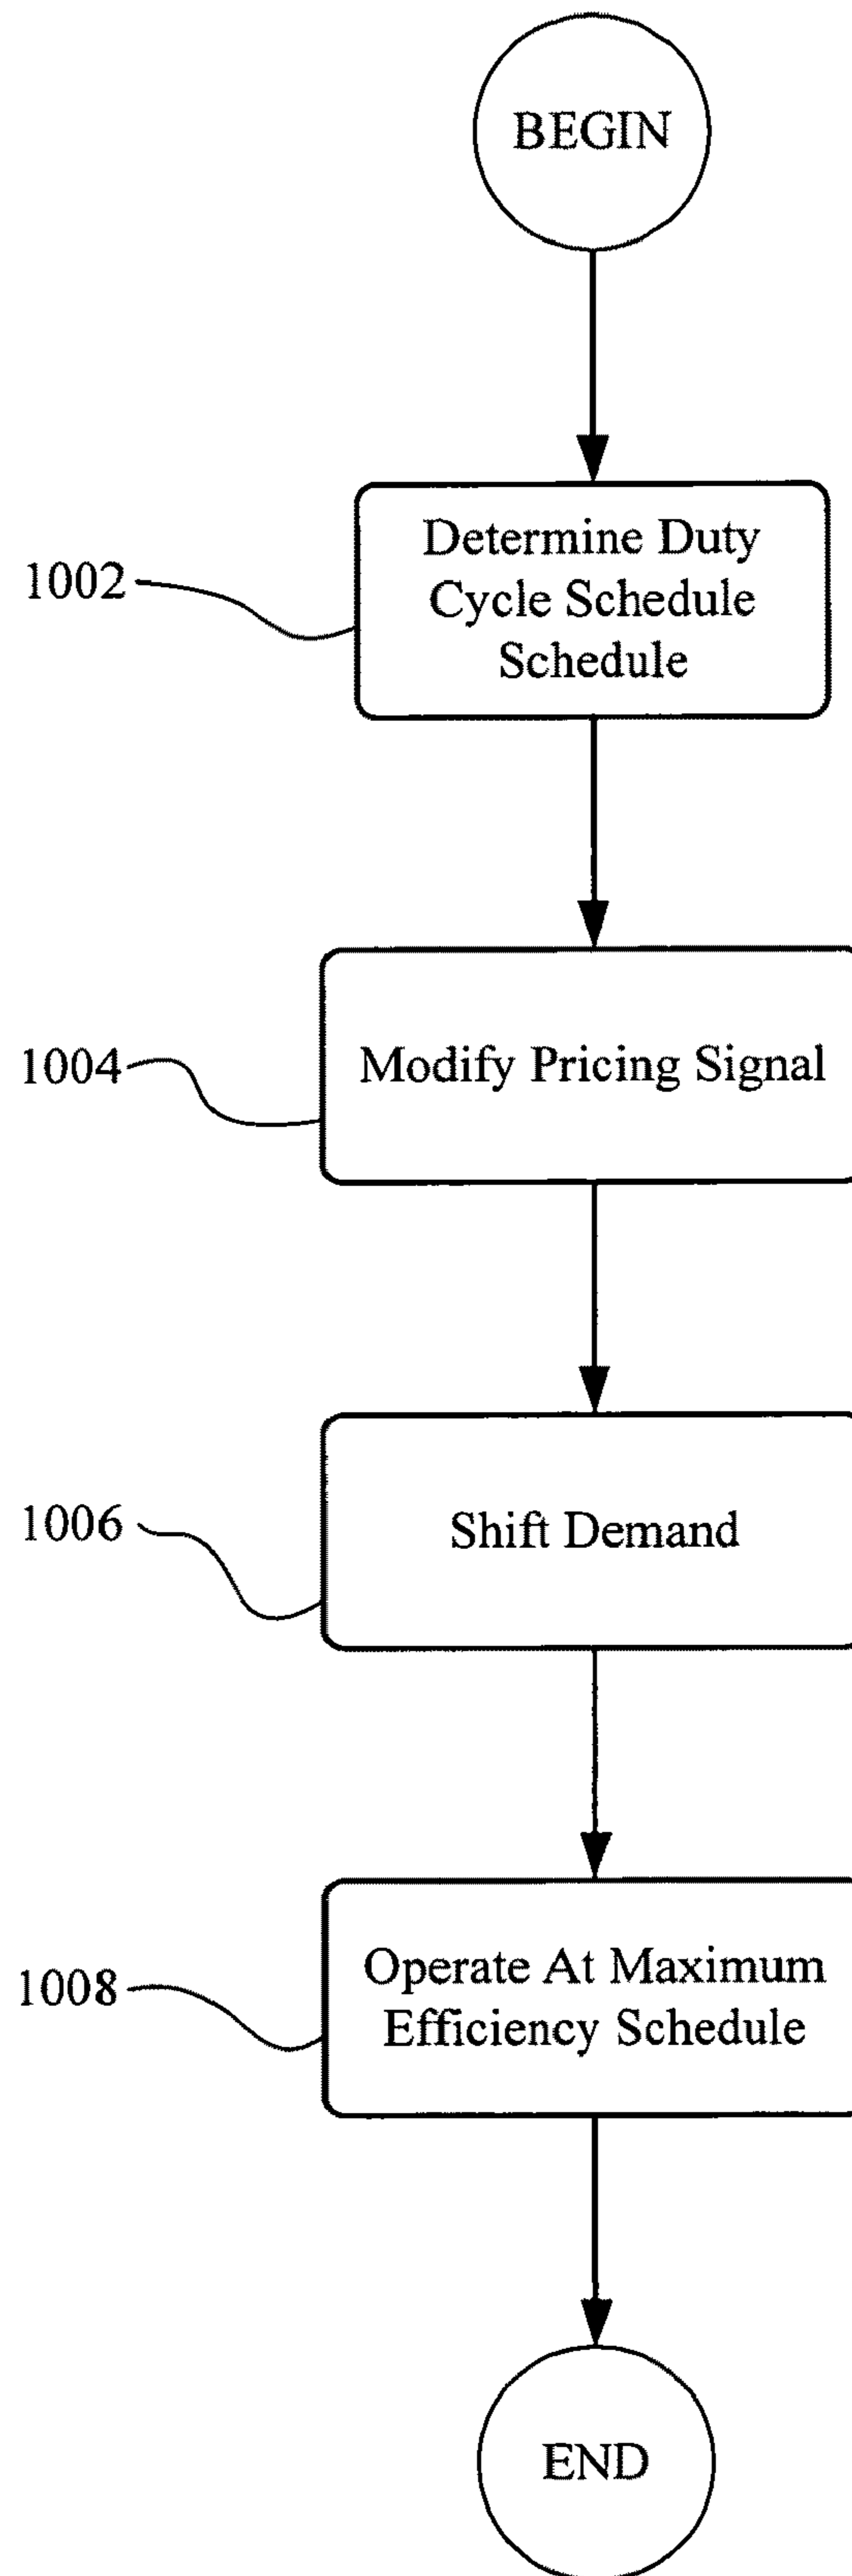 BEGIN
1002
Determine Duty
Cycle Schedule
Schedule
1004
Modify Pricing Signal
1006
Shift Demand
1008
Operate At Maximum
Efficiency Schedule
END